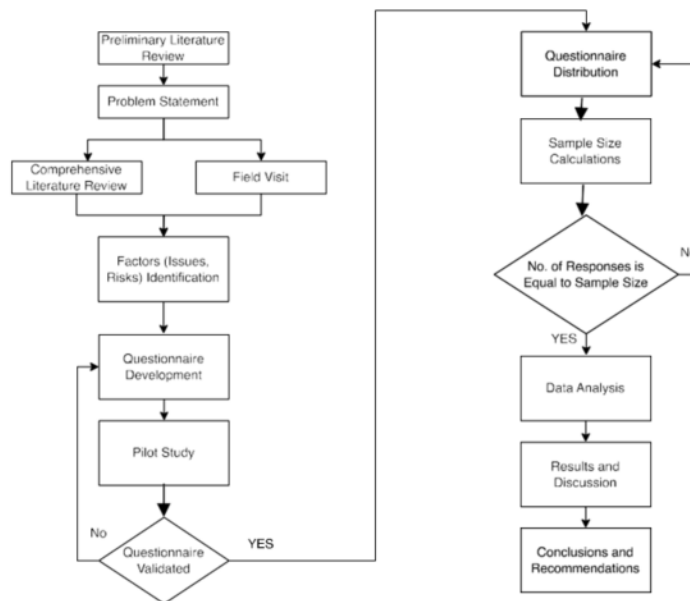 Preliminary Literature
Review
Problem Statement
Comprehensive
Literature Review
Field Visit
Factors (Issues,
Risks) Identification
Questionnaire
Development
Pilot Study
No
Questionnaire
Validated
YES
Questionnaire
Distribution
Sample Size
Calculations
No. of Responses is
Equal to Sample Size
N
YES
Data Analysis
Results and
Discussion
Conclusions and
Recommendations